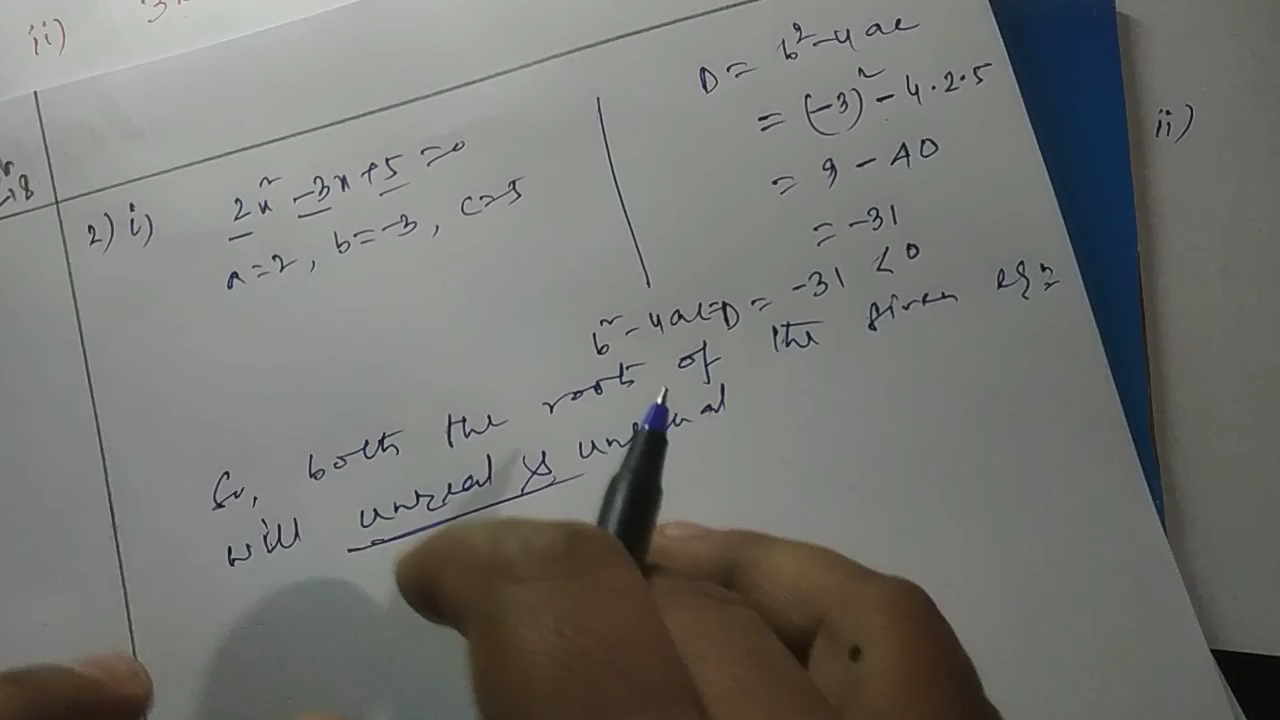 ii)
2) i) 2x² -3x+5=0
a=2, b=-3, c=5
D = b²-4ac
= (-3)² - 4.2.5
= 9 - 40
= -31
b²-4ac=D = -31 < 0
So, both the roots of the given eqn
will unreal & unequal
ii)